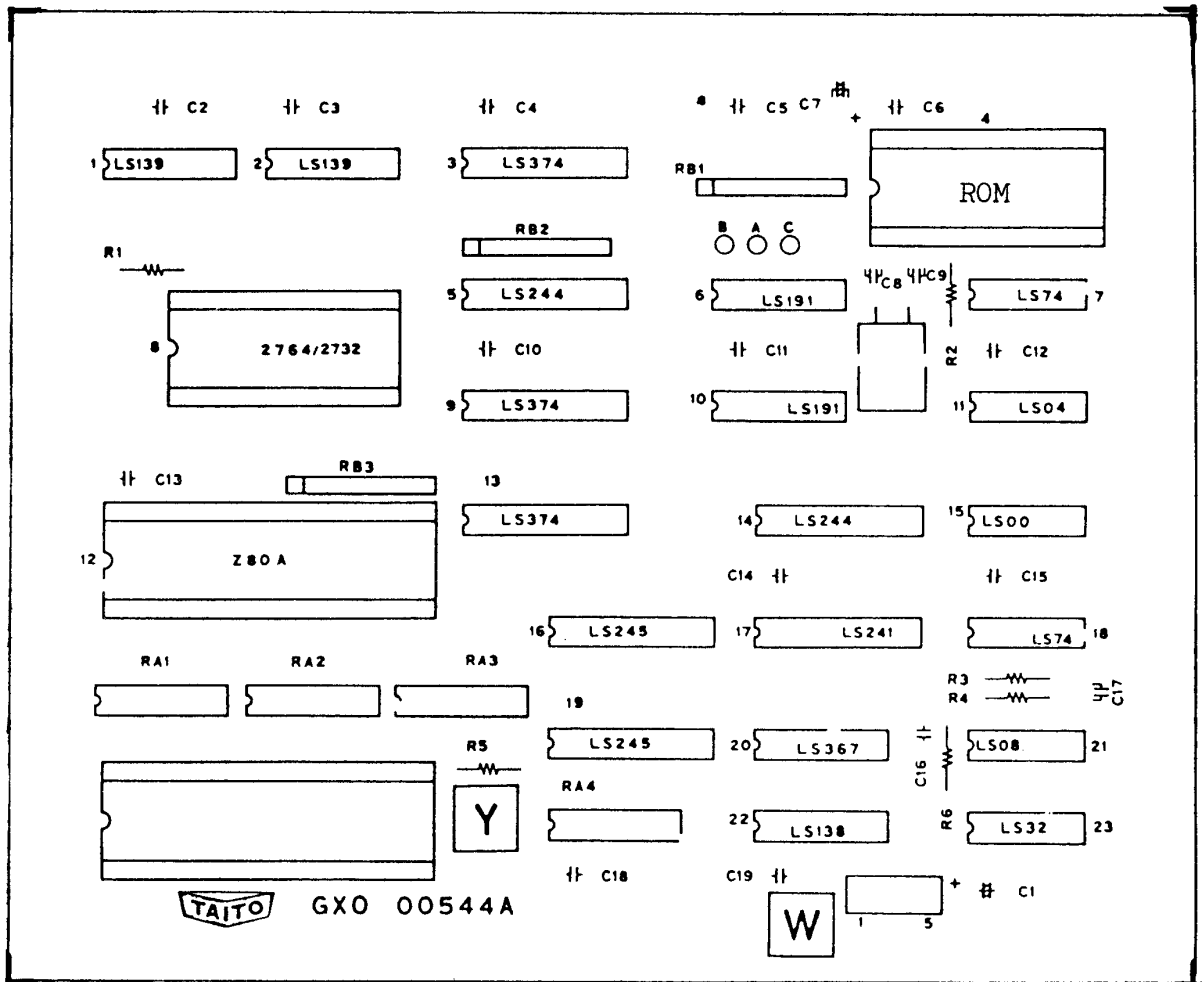 C2 C3 C4 8 C5 C7 + C6 4
1 LS139 2 LS139 3 LS374 RB1 ROM
R1 RB2 B A C
5 LS244 6 LS191 C8 C9 LS74 7
8 2764/2732 C10 C11 R2 C12
9 LS374 10 LS191 11 LS04
C13 RB3 13
LS374 14 LS244 15 LS00
12 Z80A C14 C15
16 LS245 17 LS241 LS74 18
RA1 RA2 RA3 R3
R4 C17
19
R5 LS245 20 LS367 C16 LS08 21
RA4
Y 22 LS138 R6 LS32 23
C18 C19 + C1
TAITO GXO 00544A W 1 5